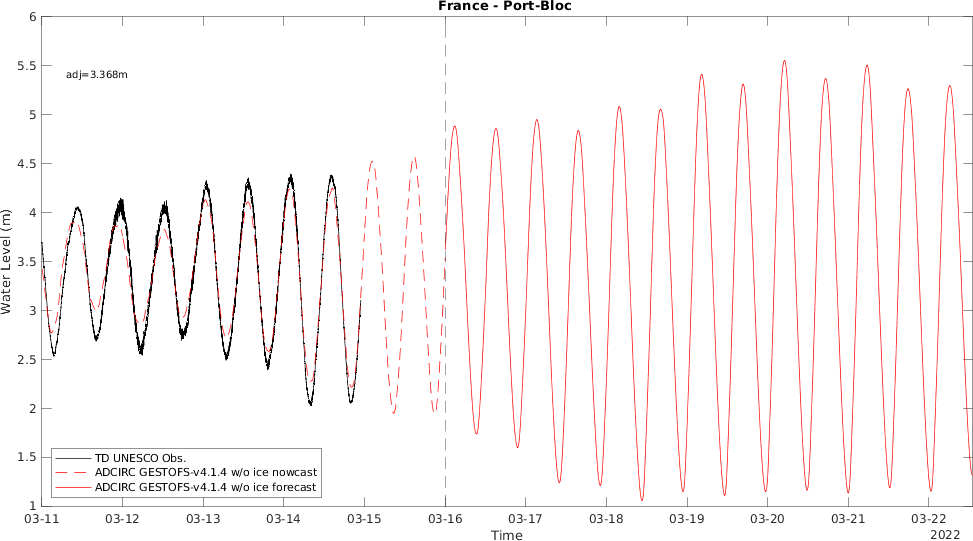 France - Port-Bloc
6
5.5
5
4.5
4
3.5
3
2.5
2
1.5
1
Water Level (m)
adj=3.368m
TD UNESCO Obs.
ADCIRC GESTOFS-v4.1.4 w/o ice nowcast
ADCIRC GESTOFS-v4.1.4 w/o ice forecast
03-11 03-12 03-13 03-14 03-15 03-16 03-17 03-18 03-19 03-20 03-21 03-22
2022
Time